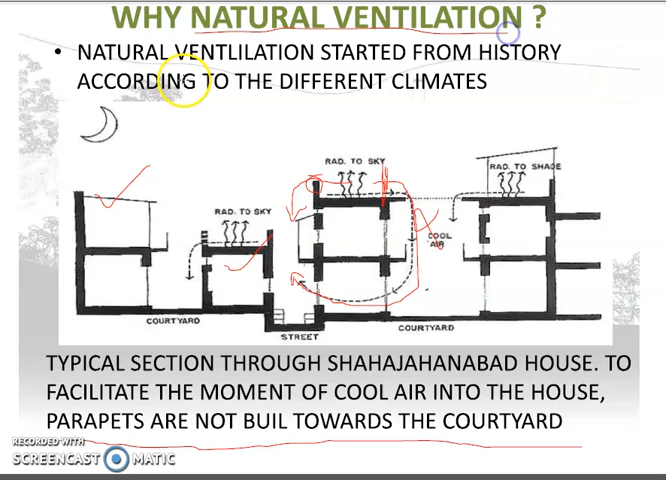 WHY NATURAL VENTILATION ?
• NATURAL VENTLILATION STARTED FROM HISTORY
ACCORDING TO THE DIFFERENT CLIMATES
RAD. TO SKY
RAD. TO SHADE
RAD. TO SKY
COOL
AIR
COURTYARD
STREET
COURTYARD
TYPICAL SECTION THROUGH SHAHAJAHANABAD HOUSE. TO
FACILITATE THE MOMENT OF COOL AIR INTO THE HOUSE,
PARAPETS ARE NOT BUIL TOWARDS THE COURTYARD
RECORDED WITH
SCREENCAST MATIC